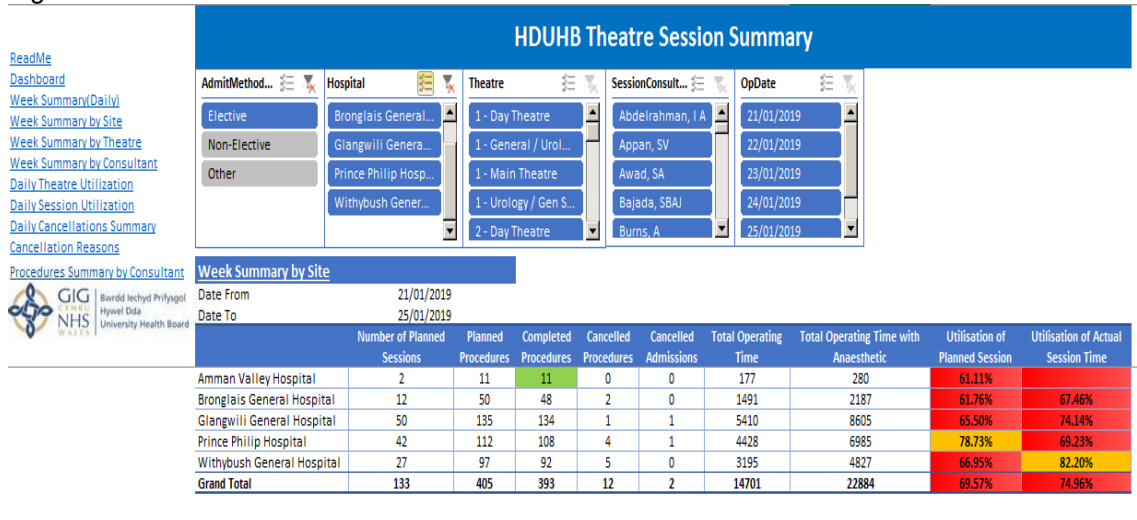 HDUHB Theatre Session Summary
ReadMe
Dashboard
Week Summary(Daily)
Week Summary by Site
Week Summary by Theatre
Week Summary by Consultant
Daily Theatre Utilization
Daily Session Utilization
Daily Cancellations Summary
Cancellation Reasons
Procedures Summary by Consultant
GIG
CYMRU
NHS
WALES
Bwrdd Iechyd Prifysgol
Hywel Dda
University Health Board
AdmitMethod...
Elective
Non-Elective
Other
Hospital
Bronglais General...
Glangwili Genera...
Prince Philip Hosp...
Withybush Gener...
Theatre
1 - Day Theatre
1 - General / Urol...
1 - Main Theatre
1 - Urology / Gen S...
2 - Day Theatre
SessionConsult...
Abdelrahman, I A
Appan, SV
Awad, SA
Bajada, SBAJ
Burns, A
OpDate
21/01/2019
22/01/2019
23/01/2019
24/01/2019
25/01/2019
Week Summary by Site
Date From 21/01/2019
Date To 25/01/2019
Number of Planned Sessions Planned Procedures Completed Procedures Cancelled Procedures Cancelled Admissions Total Operating Time Total Operating Time with Anaesthetic Utilisation of Planned Session Utilisation of Actual Session Time
Amman Valley Hospital 2 11 11 0 0 177 280 61.11%
Bronglais General Hospital 12 50 48 2 0 1491 2187 61.76% 67.46%
Glangwili General Hospital 50 135 134 1 1 5410 8605 65.50% 74.14%
Prince Philip Hospital 42 112 108 4 1 4428 6985 78.73% 69.23%
Withybush General Hospital 27 97 92 5 0 3195 4827 66.95% 82.20%
Grand Total 133 405 393 12 2 14701 22884 69.57% 74.96%